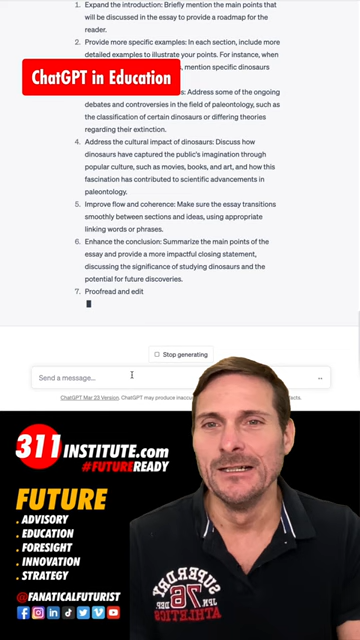 1. Expand the introduction: Briefly mention the main points
that will be discussed in the essay to provide a roadmap for the
reader.
2. Provide more specific examples: In each section, include more
detailed examples to illustrate your points. For instance, when
ChatGPT in Education
mention specific dinosaurs
Address some of the ongoing
debates and controversies in the field of paleontology, such as
the classification of certain dinosaurs or differing theories
regarding their extinction.
4. Address the cultural impact of dinosaurs: Discuss how
dinosaurs have captured the public's imagination through
popular culture, such as movies, books, and art, and how this
fascination has contributed to scientific advancements in
paleontology.
5. Improve flow and coherence: Make sure the essay transitions
smoothly between sections and ideas, using appropriate
linking words or phrases.
6. Enhance the conclusion: Summarize the main points of the
essay and provide a more impactful closing statement,
discussing the significance of studying dinosaurs and the
potential for future discoveries.
7. Proofread and edit
Stop generating
Send a message...
ChatGPT Mar 23 Version. ChatGPT may produce
311 INSTITUTE.com
#FUTUREREADY
FUTURE
. ADVISORY
. EDUCATION
. FORESIGHT
. INNOVATION
. STRATEGY
@FANATICALFUTURIST
SUPERDRY
76